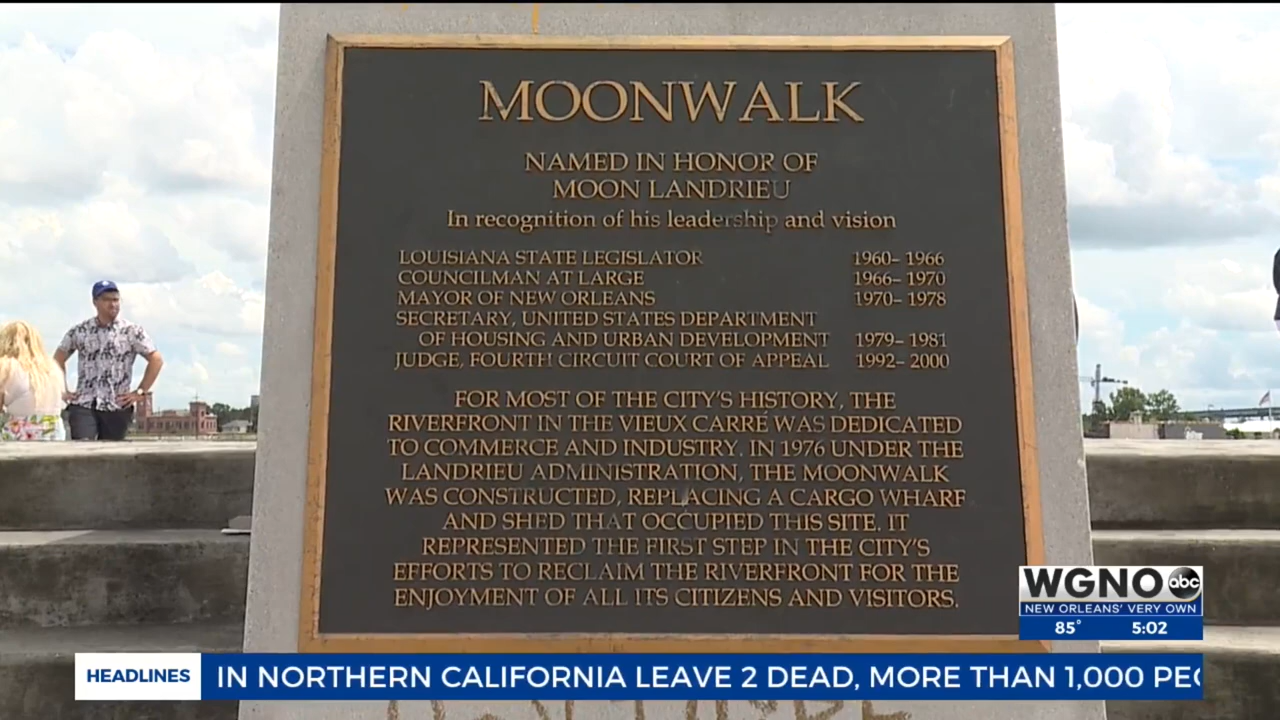 MOONWALK
NAMED IN HONOR OF
MOON LANDRIEU
In recognition of his leadership and vision
LOUISIANA STATE LEGISLATOR 1960–1966
COUNCILMAN AT LARGE 1966–1970
MAYOR OF NEW ORLEANS 1970–1978
SECRETARY, UNITED STATES DEPARTMENT
OF HOUSING AND URBAN DEVELOPMENT 1979–1981
JUDGE, FOURTH CIRCUIT COURT OF APPEAL 1992–2000
FOR MOST OF THE CITY'S HISTORY, THE
RIVERFRONT IN THE VIEUX CARRÉ WAS DEDICATED
TO COMMERCE AND INDUSTRY. IN 1976 UNDER THE
LANDRIEU ADMINISTRATION, THE MOONWALK
WAS CONSTRUCTED, REPLACING A CARGO WHARF
AND SHED THAT OCCUPIED THIS SITE. IT
REPRESENTED THE FIRST STEP IN THE CITY'S
EFFORTS TO RECLAIM THE RIVERFRONT FOR THE
ENJOYMENT OF ALL ITS CITIZENS AND VISITORS.
WGNO abc
NEW ORLEANS' VERY OWN
85° 5:02
HEADLINES IN NORTHERN CALIFORNIA LEAVE 2 DEAD, MORE THAN 1,000 PE